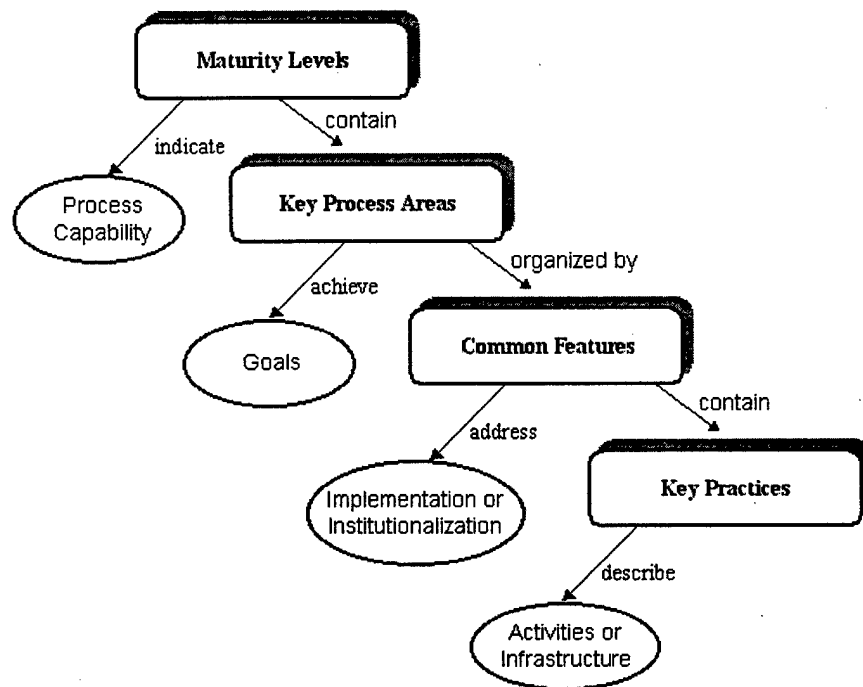 Maturity Levels
contain
indicate
Process
Capability
Key Process Areas
organized by
achieve
Goals
Common Features
contain
address
Implementation or
Institutionalization
Key Practices
describe
Activities or
Infrastructure